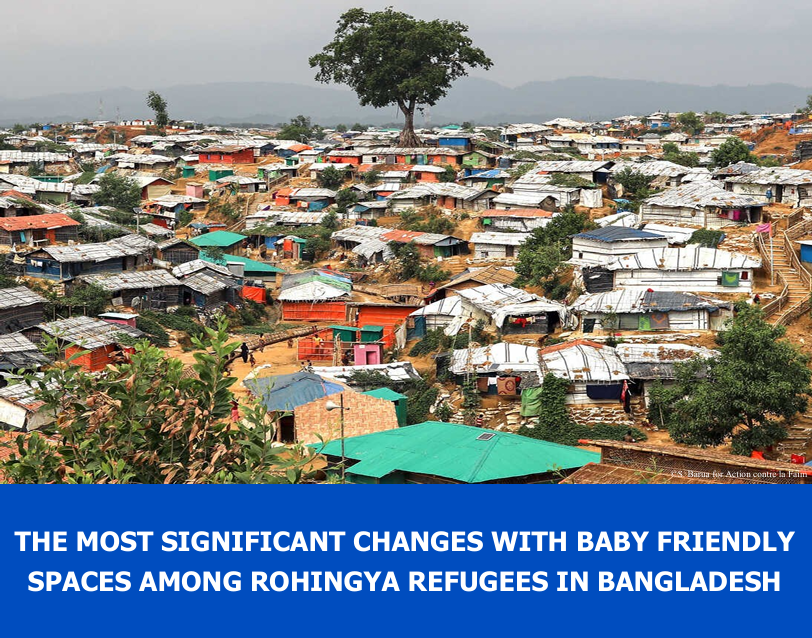 © S. Barua for Action contre la Faim
THE MOST SIGNIFICANT CHANGES WITH BABY FRIENDLY
SPACES AMONG ROHINGYA REFUGEES IN BANGLADESH